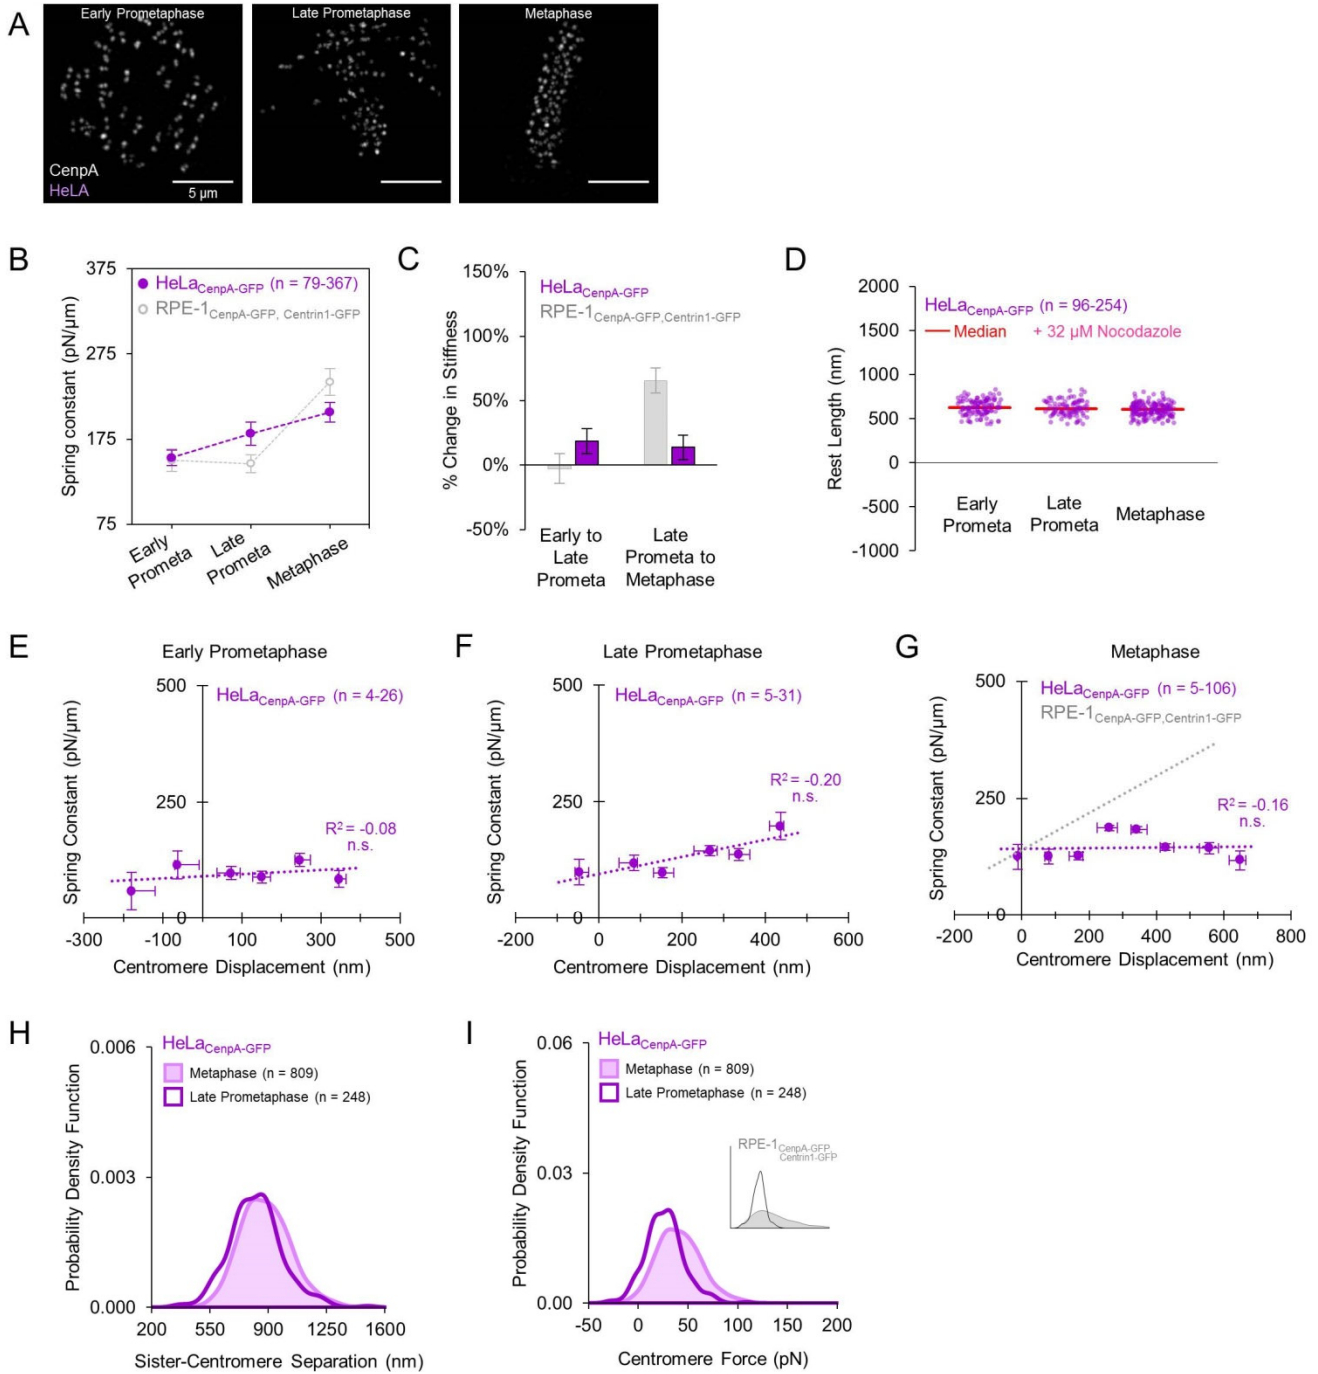 A
Early Prometaphase
Late Prometaphase
Metaphase
CenpA
HeLA
5 µm
B
375
275
175
75
Spring constant (pN/µm)
HeLaCenpA-GFP (n = 79-367)
RPE-1CenpA-GFP, Centrin1-GFP
Early Prometa
Late Prometa
Metaphase
C
150%
100%
50%
0%
-50%
% Change in Stiffness
HeLaCenpA-GFP
RPE-1CenpA-GFP,Centrin1-GFP
Early to
Late
Prometa
Late
Prometa to
Metaphase
D
2000
1500
1000
500
0
-500
-1000
Rest Length (nm)
HeLaCenpA-GFP (n = 96-254)
Median
+ 32 µM Nocodazole
Early
Prometa
Late
Prometa
Metaphase
E
Early Prometaphase
500
250
0
Spring Constant (pN/µm)
HeLaCenpA-GFP (n = 4-26)
R² = -0.08
n.s.
-300 -100 100 300 500
Centromere Displacement (nm)
F
Late Prometaphase
500
250
0
Spring Constant (pN/µm)
HeLaCenpA-GFP (n = 5-31)
R² = -0.20
n.s.
-200 0 200 400 600
Centromere Displacement (nm)
G
Metaphase
500
250
0
Spring Constant (pN/µm)
HeLaCenpA-GFP (n = 5-106)
RPE-1CenpA-GFP,Centrin1-GFP
R² = -0.16
n.s.
-200 0 200 400 600 800
Centromere Displacement (nm)
H
HeLaCenpA-GFP
0.006
0.003
0.000
Probability Density Function
Metaphase (n = 809)
Late Prometaphase (n = 248)
200 550 900 1250 1600
Sister-Centromere Separation (nm)
I
HeLaCenpA-GFP
0.06
0.03
0.00
Probability Density Function
Metaphase (n = 809)
Late Prometaphase (n = 248)
RPE-1CenpA-GFP,
Centrin1-GFP
-50 0 50 100 150 200
Centromere Force (pN)